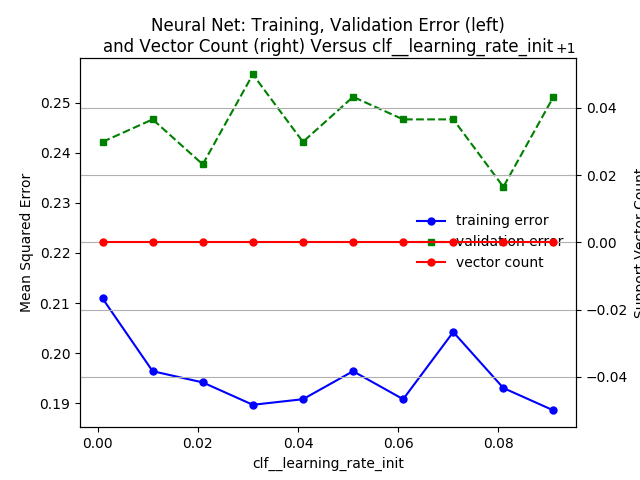 Neural Net: Training, Validation Error (left)
and Vector Count (right) Versus clf__learning_rate_init
+1
0.25
0.24
0.23
0.22
0.21
0.20
0.19
Mean Squared Error
0.04
0.02
0.00
−0.02
−0.04
Support Vector Count
training error
validation error
vector count
0.00 0.02 0.04 0.06 0.08
clf__learning_rate_init